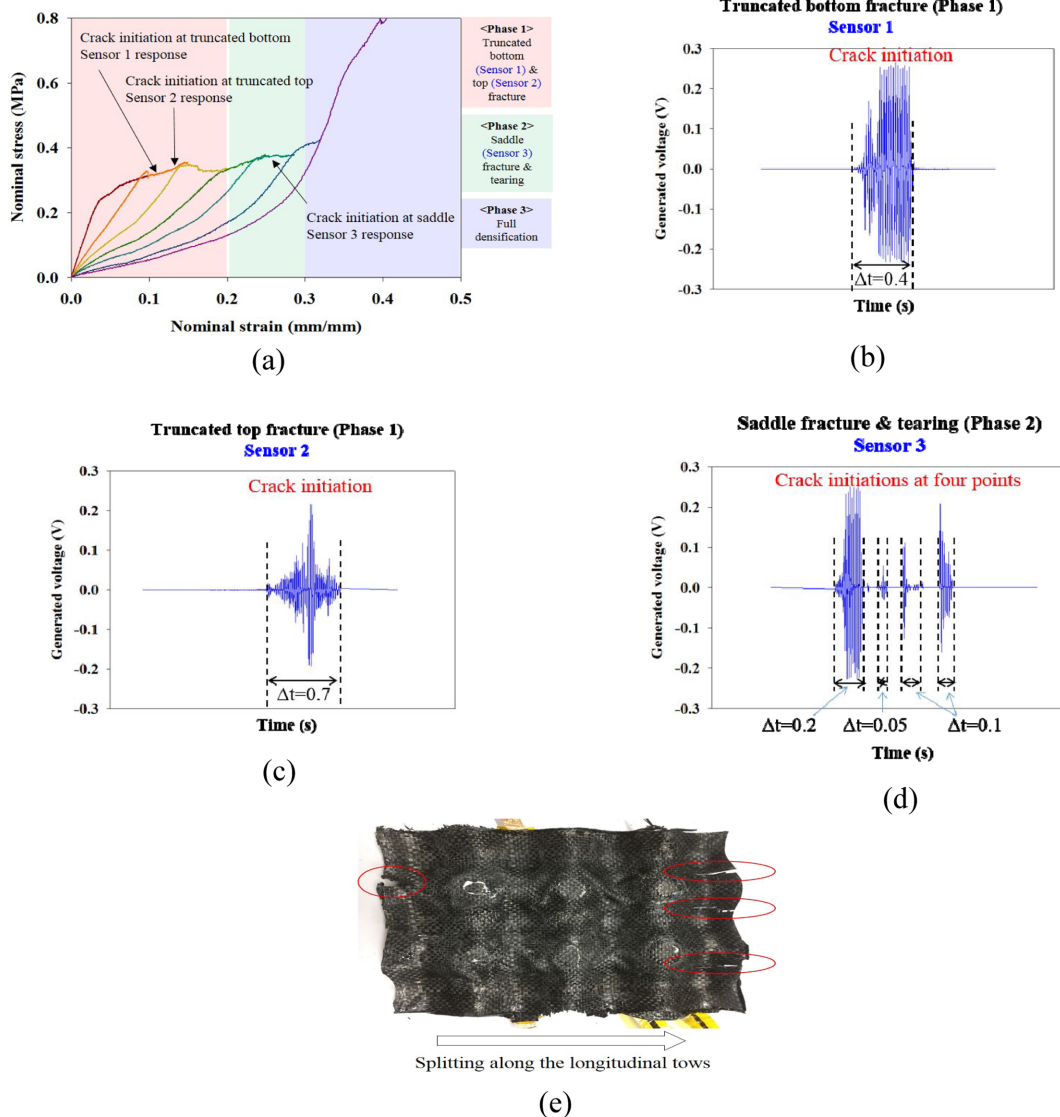 Crack initiation at truncated bottom
Sensor 1 response
Crack initiation at truncated top
Sensor 2 response
Crack initiation at saddle
Sensor 3 response
Nominal stress (MPa)
0.8
0.6
0.4
0.2
0.0
0.0 0.1 0.2 0.3 0.4 0.5
Nominal strain (mm/mm)
<Phase 1>
Truncated
bottom
(Sensor 1) &
top (Sensor 2)
fracture
<Phase 2>
Saddle
(Sensor 3)
fracture &
tearing
<Phase 3>
Full
densification
(a)
Truncated bottom fracture (Phase 1)
Sensor 1
Crack initiation
Generated voltage (V)
0.3
0.2
0.1
0.0
-0.1
-0.2
-0.3
Δt=0.4
Time (s)
(b)
Truncated top fracture (Phase 1)
Sensor 2
Crack initiation
Generated voltage (V)
0.3
0.2
0.1
0.0
-0.1
-0.2
-0.3
Δt=0.7
Time (s)
(c)
Saddle fracture & tearing (Phase 2)
Sensor 3
Crack initiations at four points
Generated voltage (V)
0.3
0.2
0.1
0.0
-0.1
-0.2
-0.3
Δt=0.2 Δt=0.05 Δt=0.1
Time (s)
(d)
Splitting along the longitudinal tows
(e)